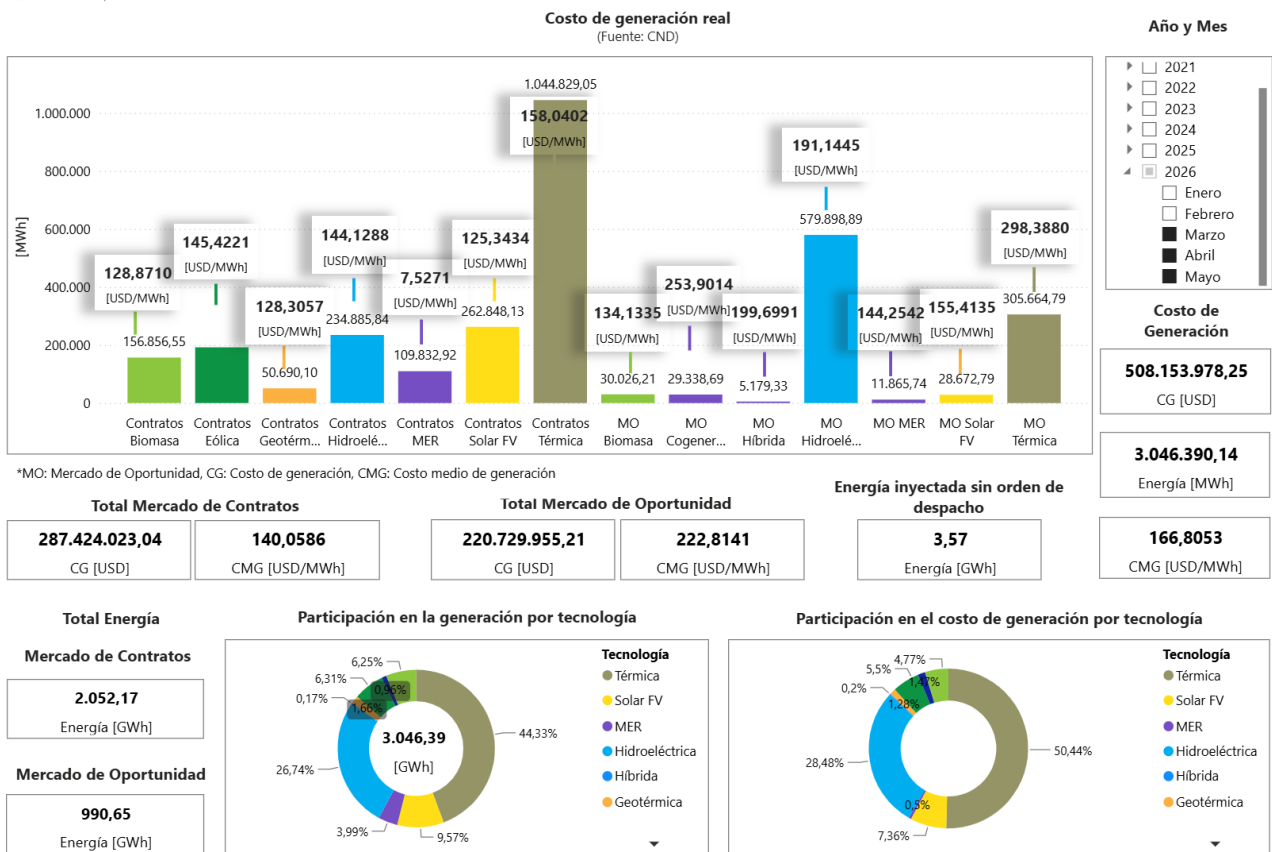 Costo de generación real
(Fuente: CND)
[MWh]
1.000.000
800.000
600.000
400.000
200.000
0
128,8710
[USD/MWh]
156.856,55
145,4221
[USD/MWh]
128,3057
[USD/MWh]
50.690,10
144,1288
[USD/MWh]
234.885,84
7,5271
[USD/MWh]
109.832,92
125,3434
[USD/MWh]
262.848,13
1.044.829,05
158,0402
[USD/MWh]
134,1335
[USD/MWh]
30.026,21
253,9014
[USD/MWh]
29.338,69
199,6991
[USD/MWh]
5.179,33
191,1445
[USD/MWh]
579.898,89
144,2542
[USD/MWh]
11.865,74
155,4135
[USD/MWh]
28.672,79
298,3880
[USD/MWh]
305.664,79
Contratos Biomasa
Contratos Eólica
Contratos Geotérm...
Contratos Hidroelé...
Contratos MER
Contratos Solar FV
Contratos Térmica
MO Biomasa
MO Cogener...
MO Híbrida
MO Hidroelé...
MO MER
MO Solar FV
MO Térmica
*MO: Mercado de Oportunidad, CG: Costo de generación, CMG: Costo medio de generación
Año y Mes
2021
2022
2023
2024
2025
2026
Enero
Febrero
Marzo
Abril
Mayo
Costo de
Generación
508.153.978,25
CG [USD]
3.046.390,14
Energía [MWh]
166,8053
CMG [USD/MWh]
Total Mercado de Contratos
287.424.023,04
CG [USD]
140,0586
CMG [USD/MWh]
Total Mercado de Oportunidad
220.729.955,21
CG [USD]
222,8141
CMG [USD/MWh]
Energía inyectada sin orden de
despacho
3,57
Energía [GWh]
Total Energía
Mercado de Contratos
2.052,17
Energía [GWh]
Mercado de Oportunidad
990,65
Energía [GWh]
Participación en la generación por tecnología
6,25%
6,31%
0,96%
0,17%
1,66%
3.046,39
[GWh]
44,33%
26,74%
3,99%
9,57%
Tecnología
Térmica
Solar FV
MER
Hidroeléctrica
Híbrida
Geotérmica
Participación en el costo de generación por tecnología
4,77%
5,5%
1,47%
0,2%
1,28%
50,44%
28,48%
0,5%
7,36%
Tecnología
Térmica
Solar FV
MER
Hidroeléctrica
Híbrida
Geotérmica